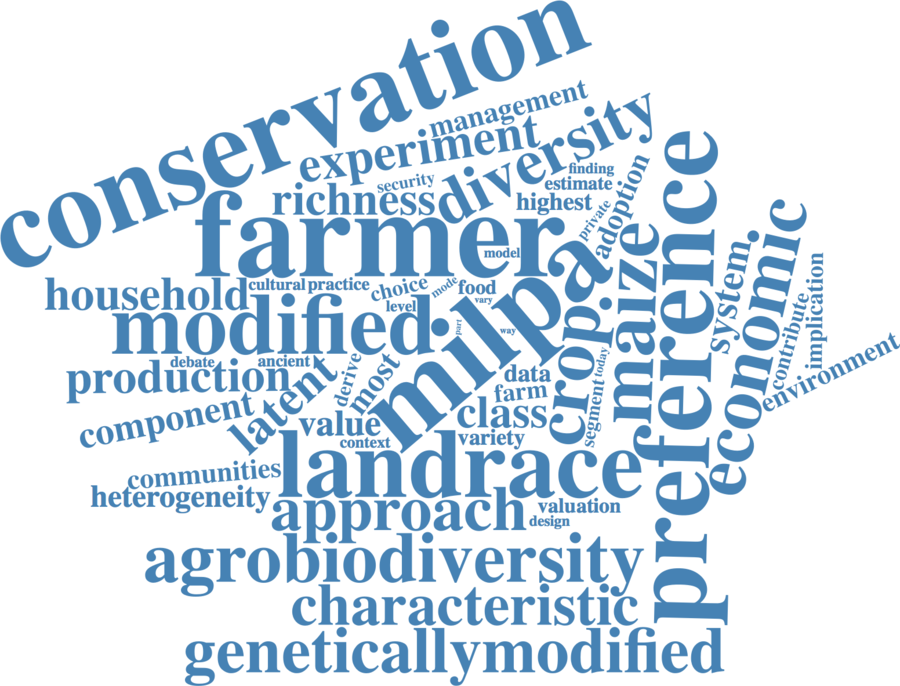 conservation
management
experiment
diversity
security
richness
finding
estimate
highest
private
adoption
preference
farmer
model
milpa
maize
cropiz
economic
system.
contribute
implication
environment
household
cultural practice
choice
mode
food
level
vary
modified.
part
way
debate
ancient
production
derive
most
latent
component
value
context
data
farm
class
variety
segment
today
communities
heterogeneity
landrace
approach
valuation
design
agrobiodiversity
characteristic
geneticallymodified